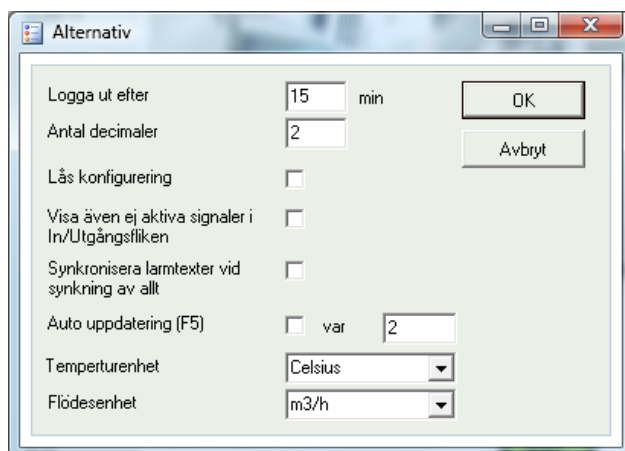 Alternativ
Logga ut efter 15 min OK
Antal decimaler 2
Avbryt
Lås konfigurering
Visa även ej aktiva signaler i
In/Utgångsfliken
Synkronisera larmtexter vid
synkning av allt
Auto uppdatering (F5) var 2
Temperturenhet Celsius
Flödesenhet m3/h